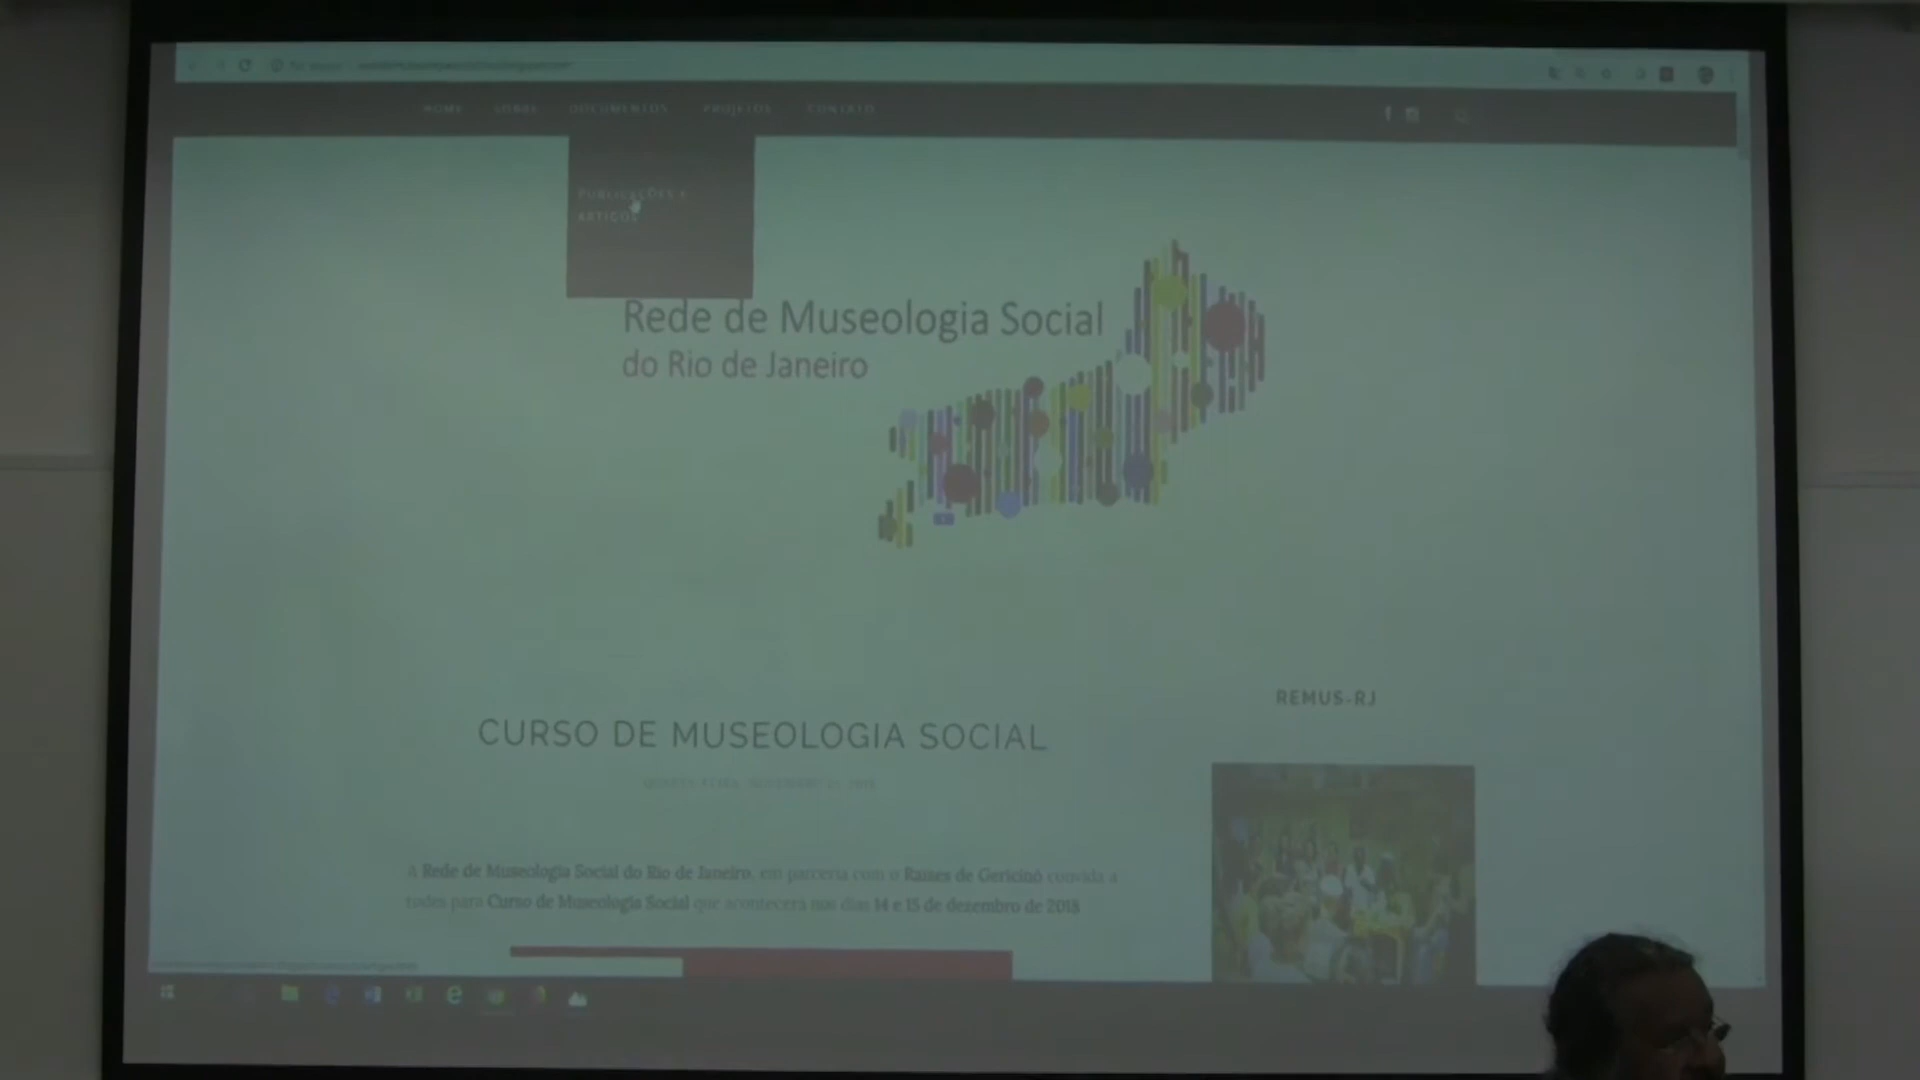 HOME SOBRE DOCUMENTOS PROJETOS CONTATO
PUBLICAÇÕES E
ARTIGOS
Rede de Museologia Social
do Rio de Janeiro
REMUS-RJ
CURSO DE MUSEOLOGIA SOCIAL
A Rede de Museologia Social do Rio de Janeiro, em parceria com o Raízes de Gericinó convida a
todes para Curso de Museologia Social que acontecerá nos dias 14 e 15 de dezembro de 2018